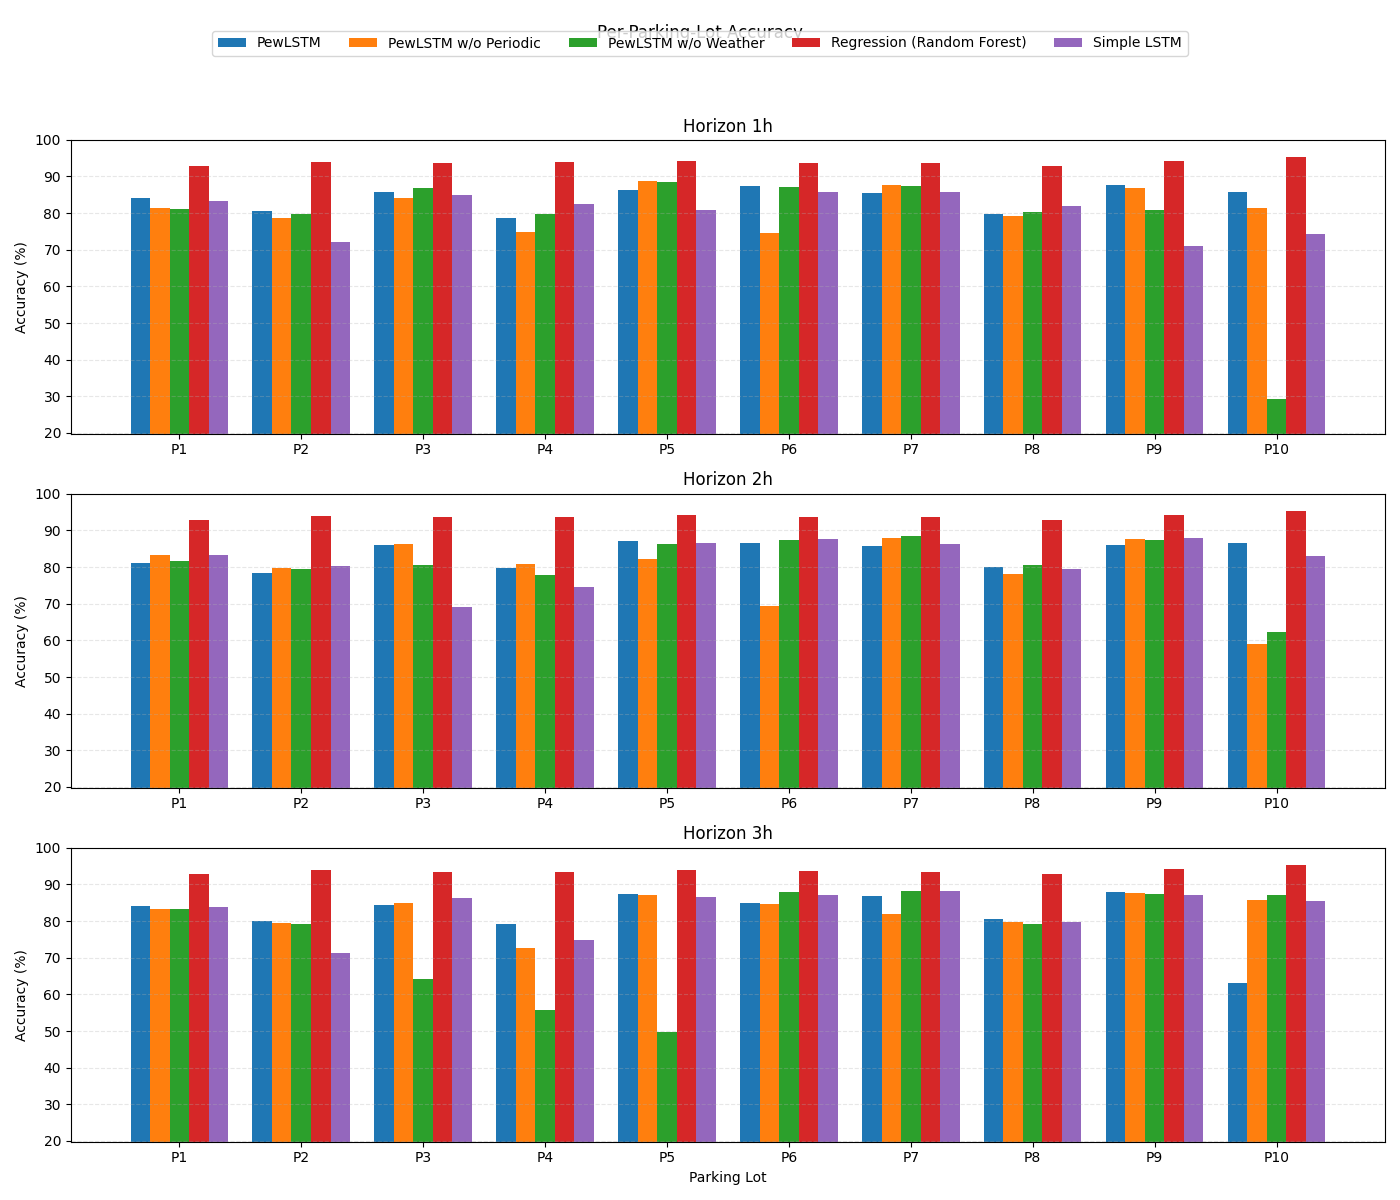 Per-Parking-Lot Accuracy
PewLSTM PewLSTM w/o Periodic PewLSTM w/o Weather Regression (Random Forest) Simple LSTM
Horizon 1h
Accuracy (%)
100
90
80
70
60
50
40
30
20
P1 P2 P3 P4 P5 P6 P7 P8 P9 P10
Horizon 2h
Accuracy (%)
100
90
80
70
60
50
40
30
20
P1 P2 P3 P4 P5 P6 P7 P8 P9 P10
Horizon 3h
Accuracy (%)
100
90
80
70
60
50
40
30
20
P1 P2 P3 P4 P5 P6 P7 P8 P9 P10
Parking Lot